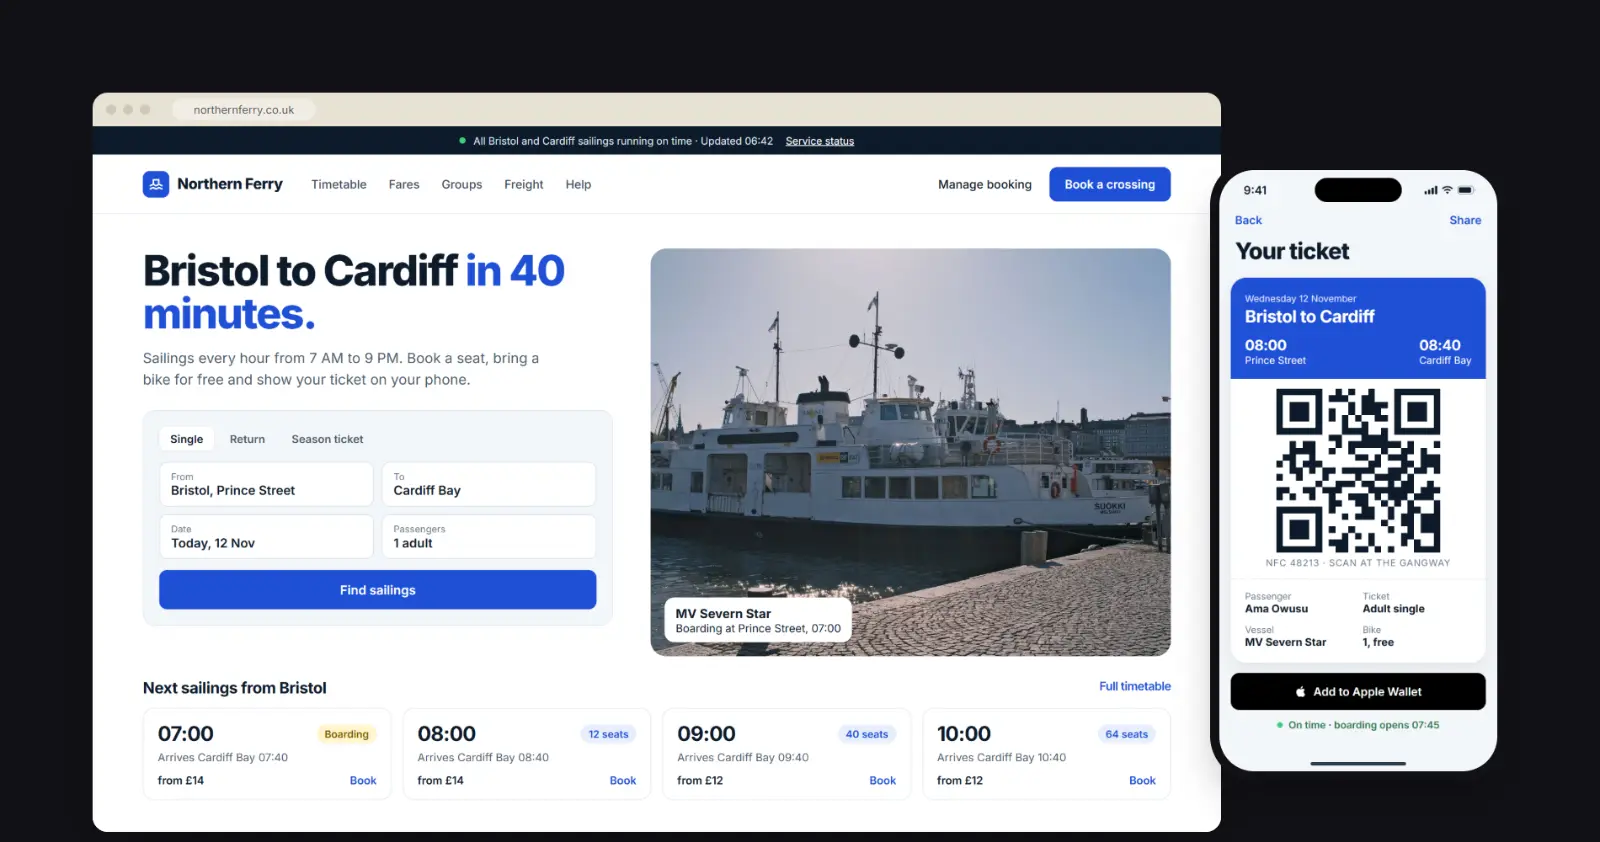 northernferry.co.uk
All Bristol and Cardiff sailings running on time · Updated 06:42 Service status
Northern Ferry Timetable Fares Groups Freight Help Manage booking Book a crossing
Bristol to Cardiff in 40
minutes.
Sailings every hour from 7 AM to 9 PM. Book a seat, bring a
bike for free and show your ticket on your phone.
Single Return Season ticket
From To
Bristol, Prince Street Cardiff Bay
Date Passengers
Today, 12 Nov 1 adult
Find sailings
SUOKKI
MV Severn Star
Boarding at Prince Street, 07:00
Next sailings from Bristol Full timetable
07:00 Boarding
Arrives Cardiff Bay 07:40
from £14 Book
08:00 12 seats
Arrives Cardiff Bay 08:40
from £14 Book
09:00 40 seats
Arrives Cardiff Bay 09:40
from £12 Book
10:00 64 seats
Arrives Cardiff Bay 10:40
from £12 Book
9:41
Back Share
Your ticket
Wednesday 12 November
Bristol to Cardiff
08:00 08:40
Prince Street Cardiff Bay
NFC 48213 · SCAN AT THE GANGWAY
Passenger Ticket
Ama Owusu Adult single
Vessel Bike
MV Severn Star 1, free
Add to Apple Wallet
On time · boarding opens 07:45